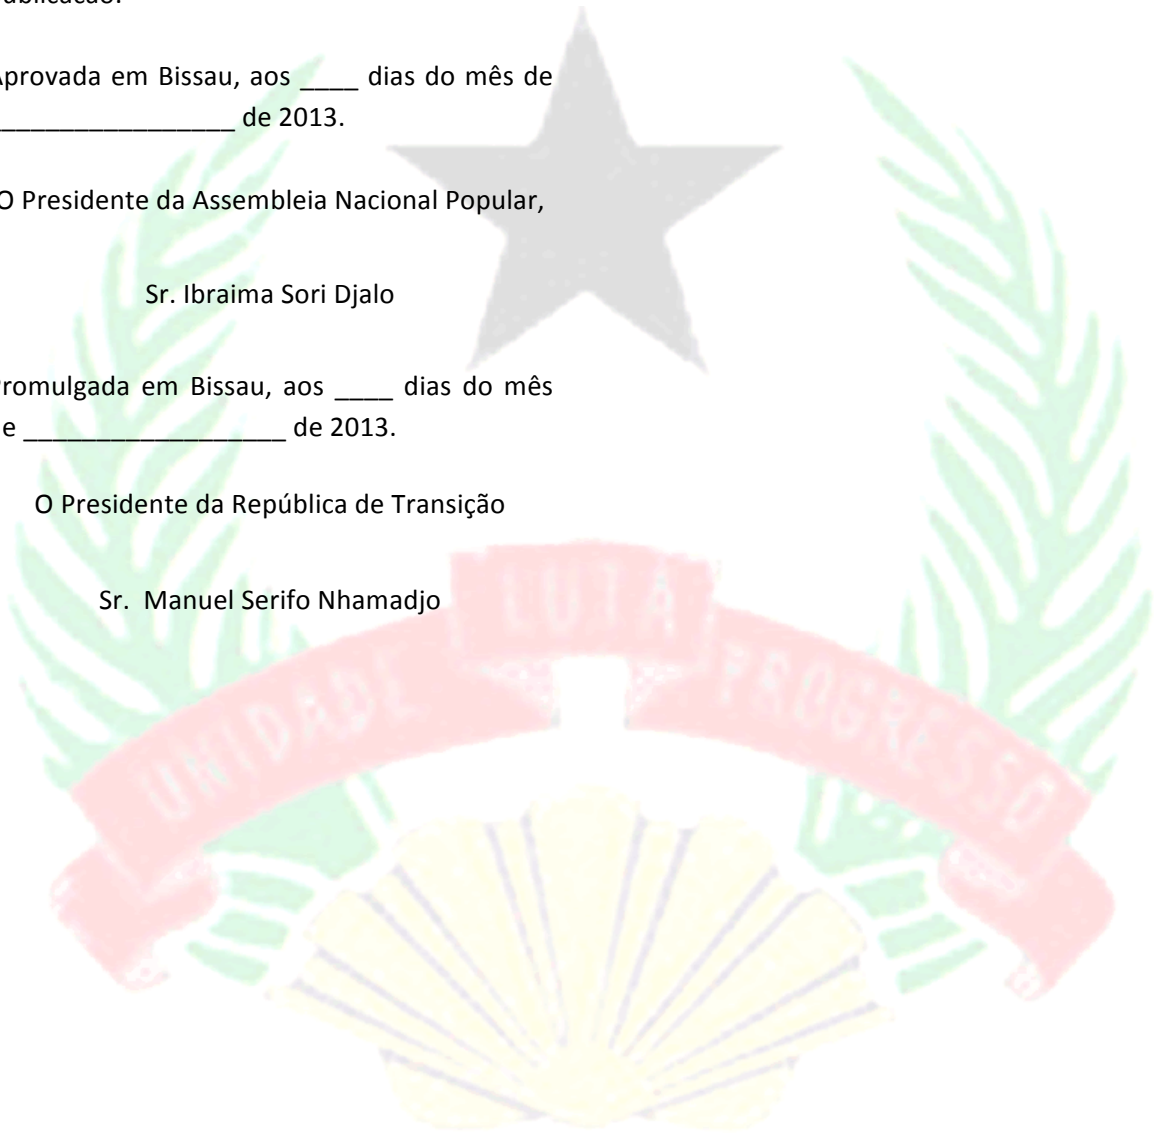 Aprovada em Bissau, aos ____ dias do mês de
_________________ de 2013.
O Presidente da Assembleia Nacional Popular,
Sr. Ibraima Sori Djalo
Promulgada em Bissau, aos ____ dias do mês
e __________________ de 2013.
O Presidente da República de Transição
Sr. Manuel Serifo Nhamadjo
UNIDADE LUTA PROGRESSO